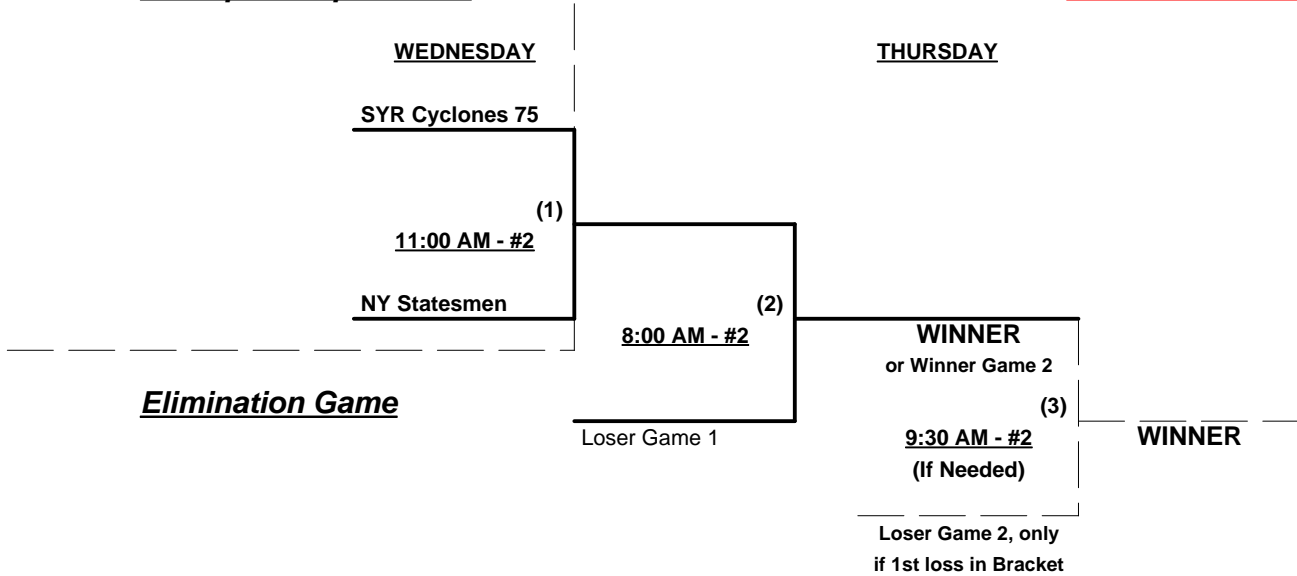 WEDNESDAY
THURSDAY
SYR Cyclones 75
(1)
11:00 AM - #2
NY Statesmen
(2)
8:00 AM - #2
WINNER
or Winner Game 2
Elimination Game
(3)
Loser Game 1
9:30 AM - #2
WINNER
(If Needed)
Loser Game 2, only
if 1st loss in Bracket